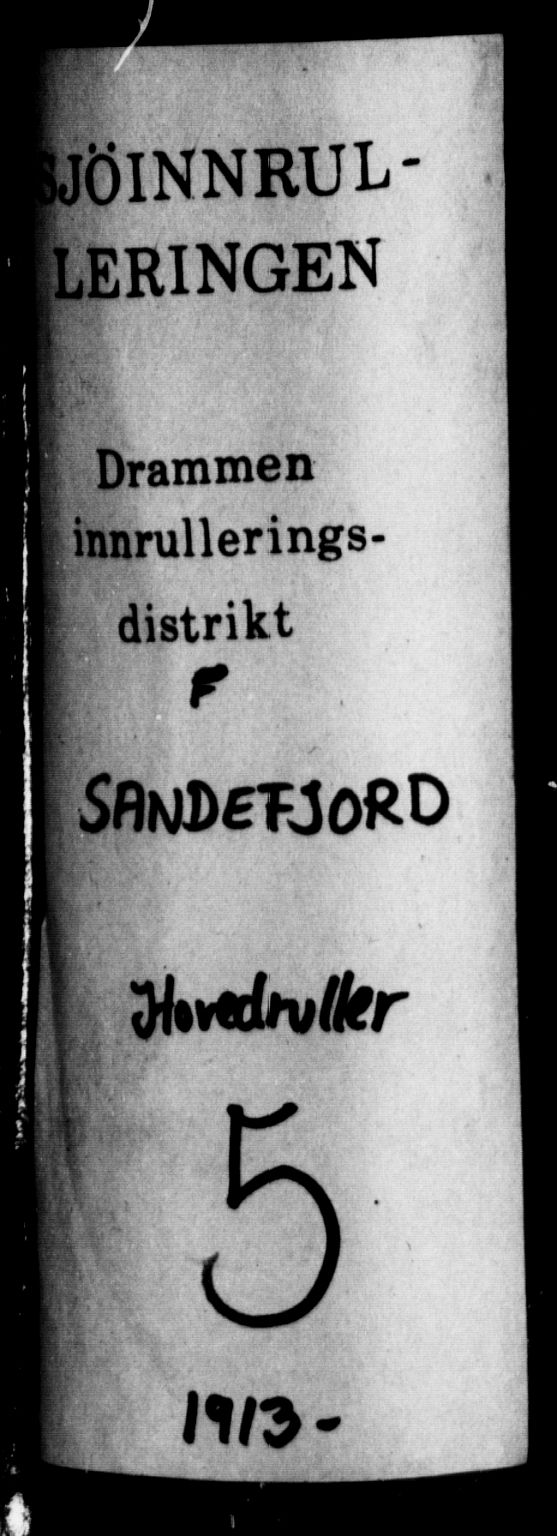 SJÖINNRUL-
LERINGEN
Drammen
innrullerings-
distrikt
F
SANDEFJORD
Hovedruller
5
1913-